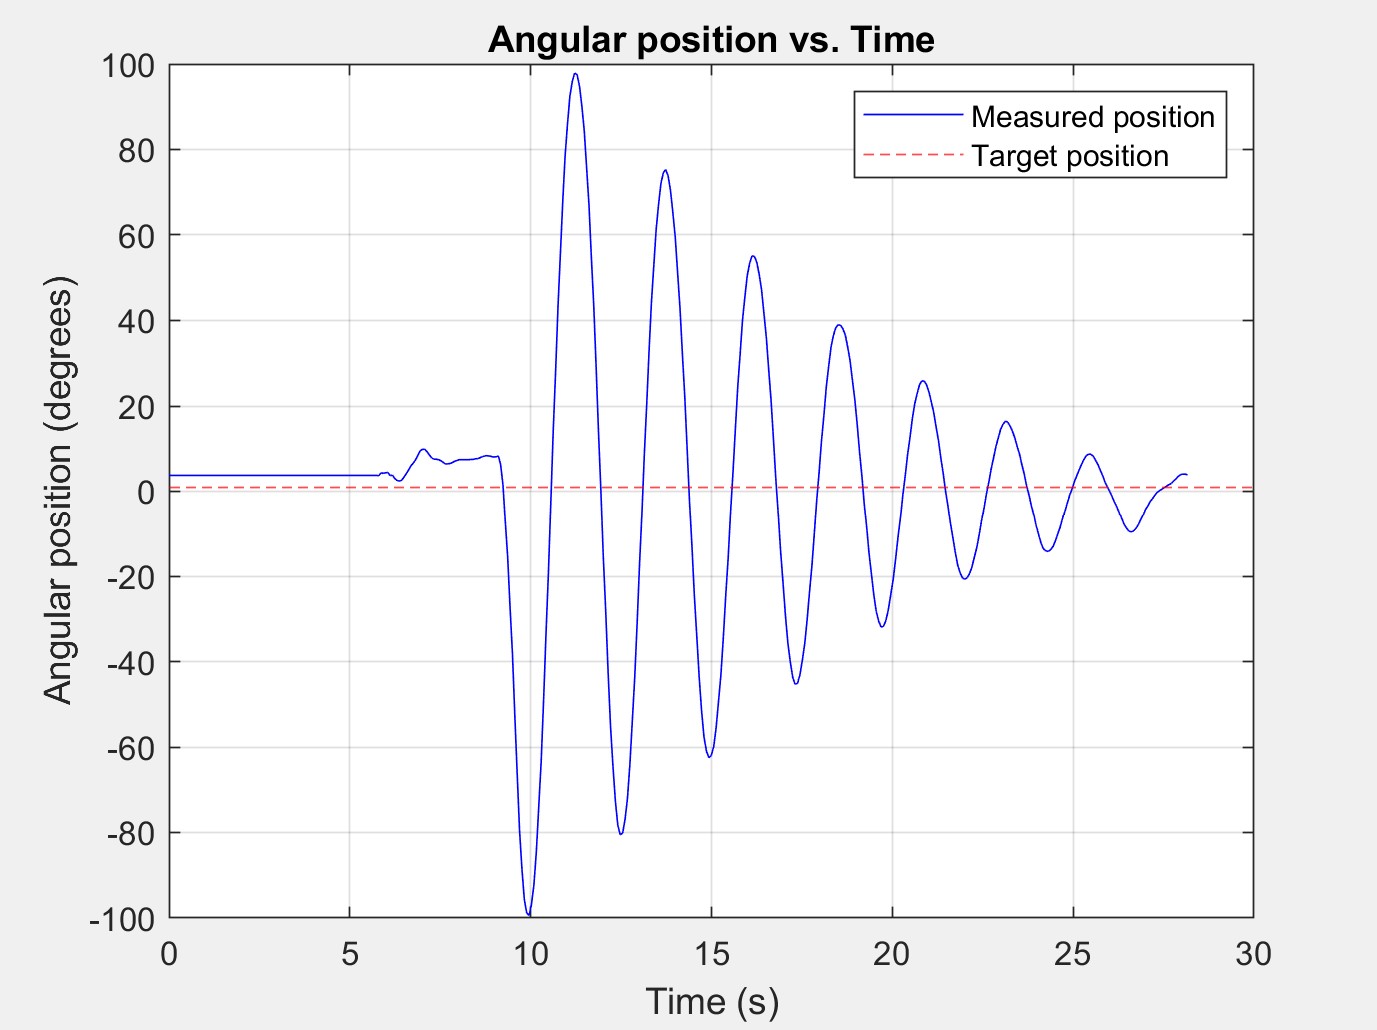 Angular position vs. Time
Measured position
Target position
Angular position (degrees)
100
80
60
40
20
0
-20
-40
-60
-80
-100
0 5 10 15 20 25 30
Time (s)